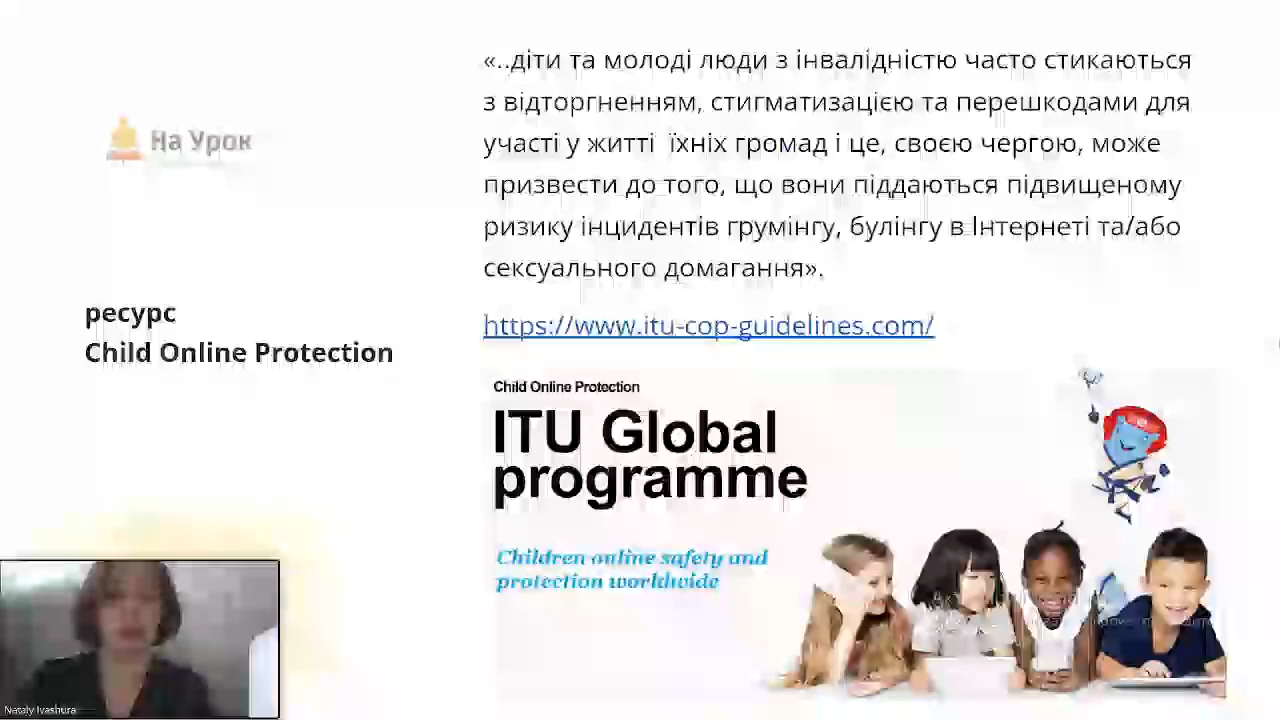 На Урок
ресурс
Child Online Protection
«..діти та молоді люди з інвалідністю часто стикаються
з відторгненням, стигматизацією та перешкодами для
участі у житті їхніх громад і це, своєю чергою, може
призвести до того, що вони піддаються підвищеному
ризику інцидентів грумінгу, булінгу в Інтернеті та/або
сексуального домагання».
https://www.itu-cop-guidelines.com/
Child Online Protection
ITU Global
programme
Children online safety and
protection worldwide
Nataly Ivashura